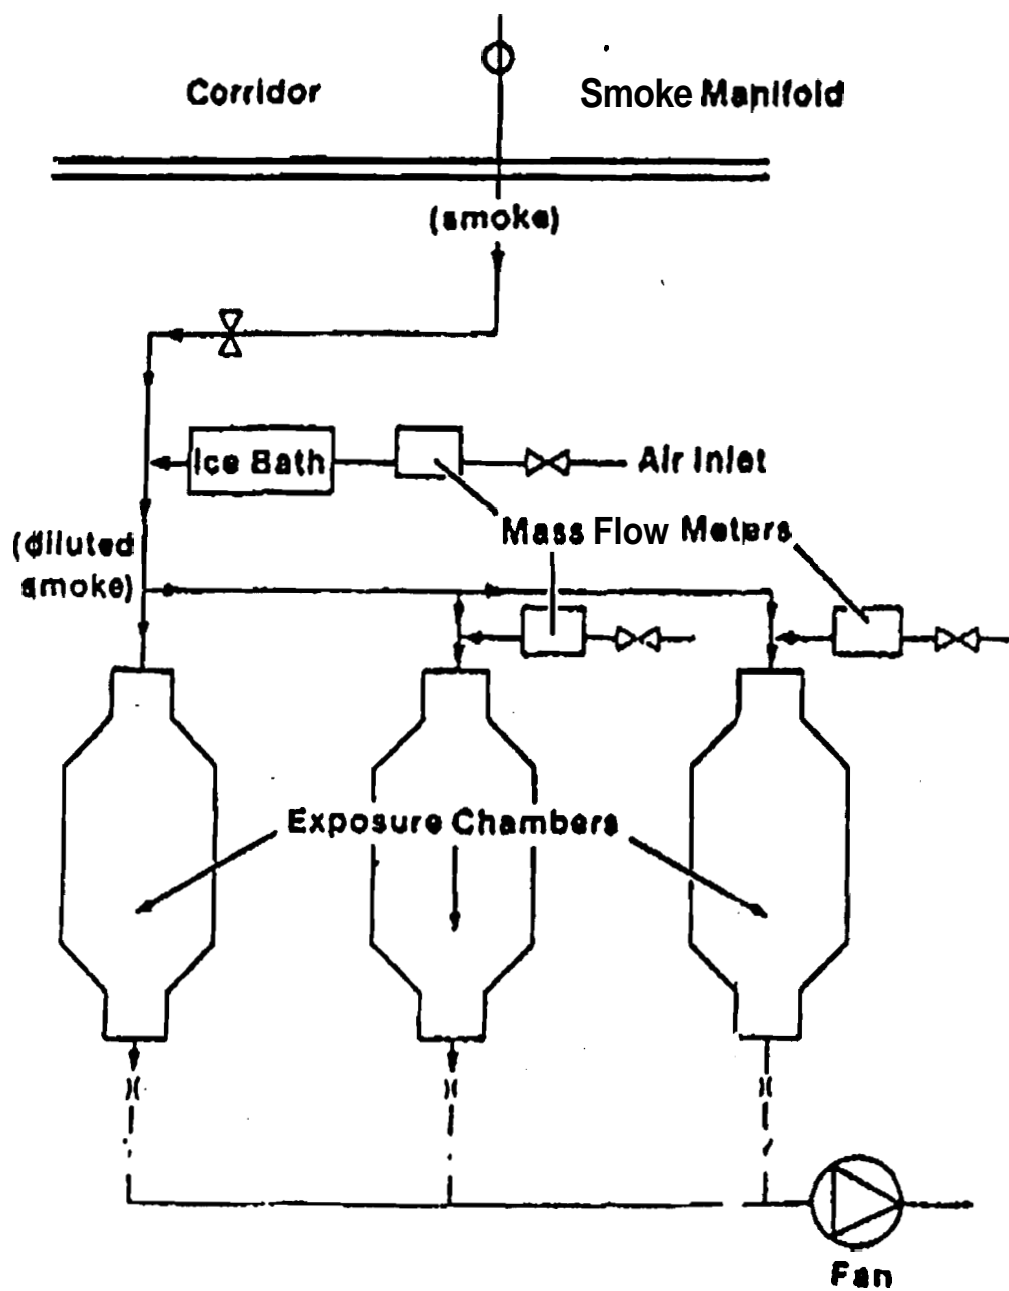 Corridor
Smoke Manifold
(smoke)
Ice Bath
Air Inlet
Mass Flow Meters
(diluted
smoke)
Exposure Chambers
Fan